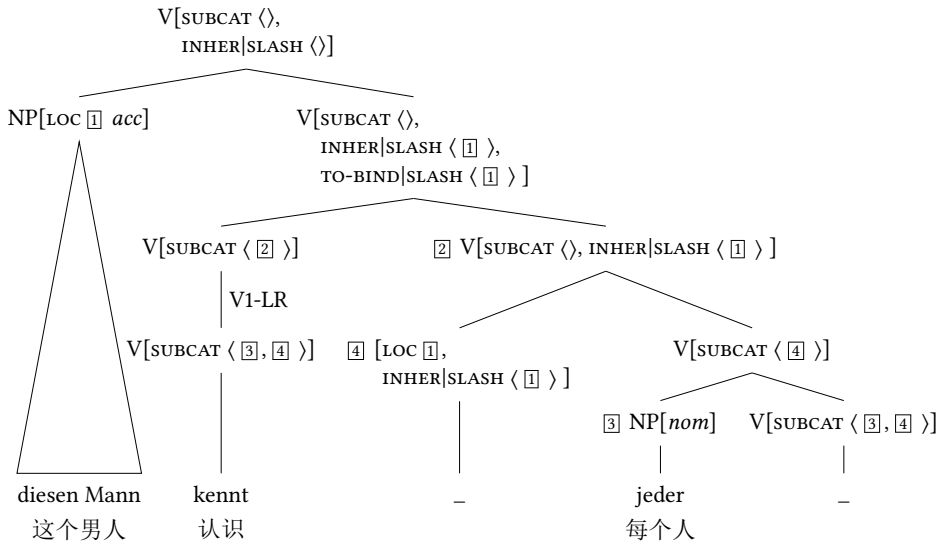 V[SUBCAT ⟨⟩,
INHER|SLASH ⟨⟩]
NP[LOC 1 acc]
V[SUBCAT ⟨⟩,
INHER|SLASH ⟨ 1 ⟩,
TO-BIND|SLASH ⟨ 1 ⟩ ]
V[SUBCAT ⟨ 2 ⟩]
2 V[SUBCAT ⟨⟩, INHER|SLASH ⟨ 1 ⟩ ]
V1-LR
V[SUBCAT ⟨ 3 , 4 ⟩]
4 [LOC 1 ,
INHER|SLASH ⟨ 1 ⟩ ]
V[SUBCAT ⟨ 4 ⟩]
3 NP[nom]
V[SUBCAT ⟨ 3 , 4 ⟩]
diesen Mann kennt _ jeder _
这个男人 认识 每个人